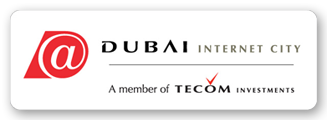 @ DUBAI INTERNET CITY
A member of TECOM INVESTMENTS